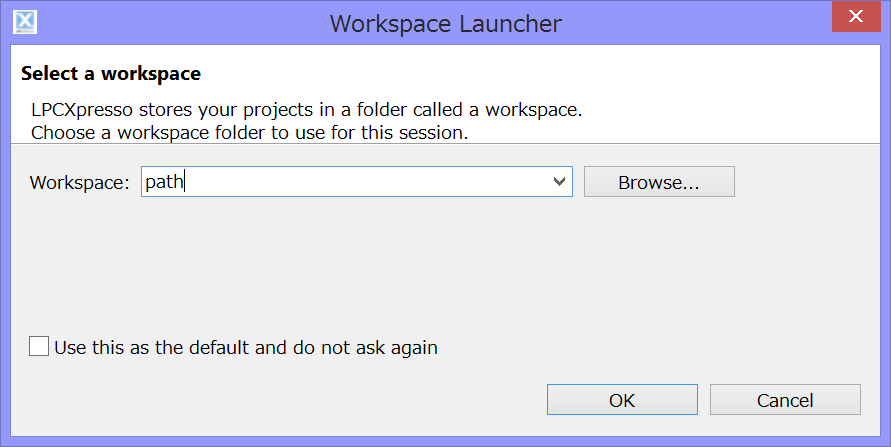 Workspace Launcher
Select a workspace
LPCXpresso stores your projects in a folder called a workspace.
Choose a workspace folder to use for this session.
Workspace: path Browse...
Use this as the default and do not ask again
OK Cancel